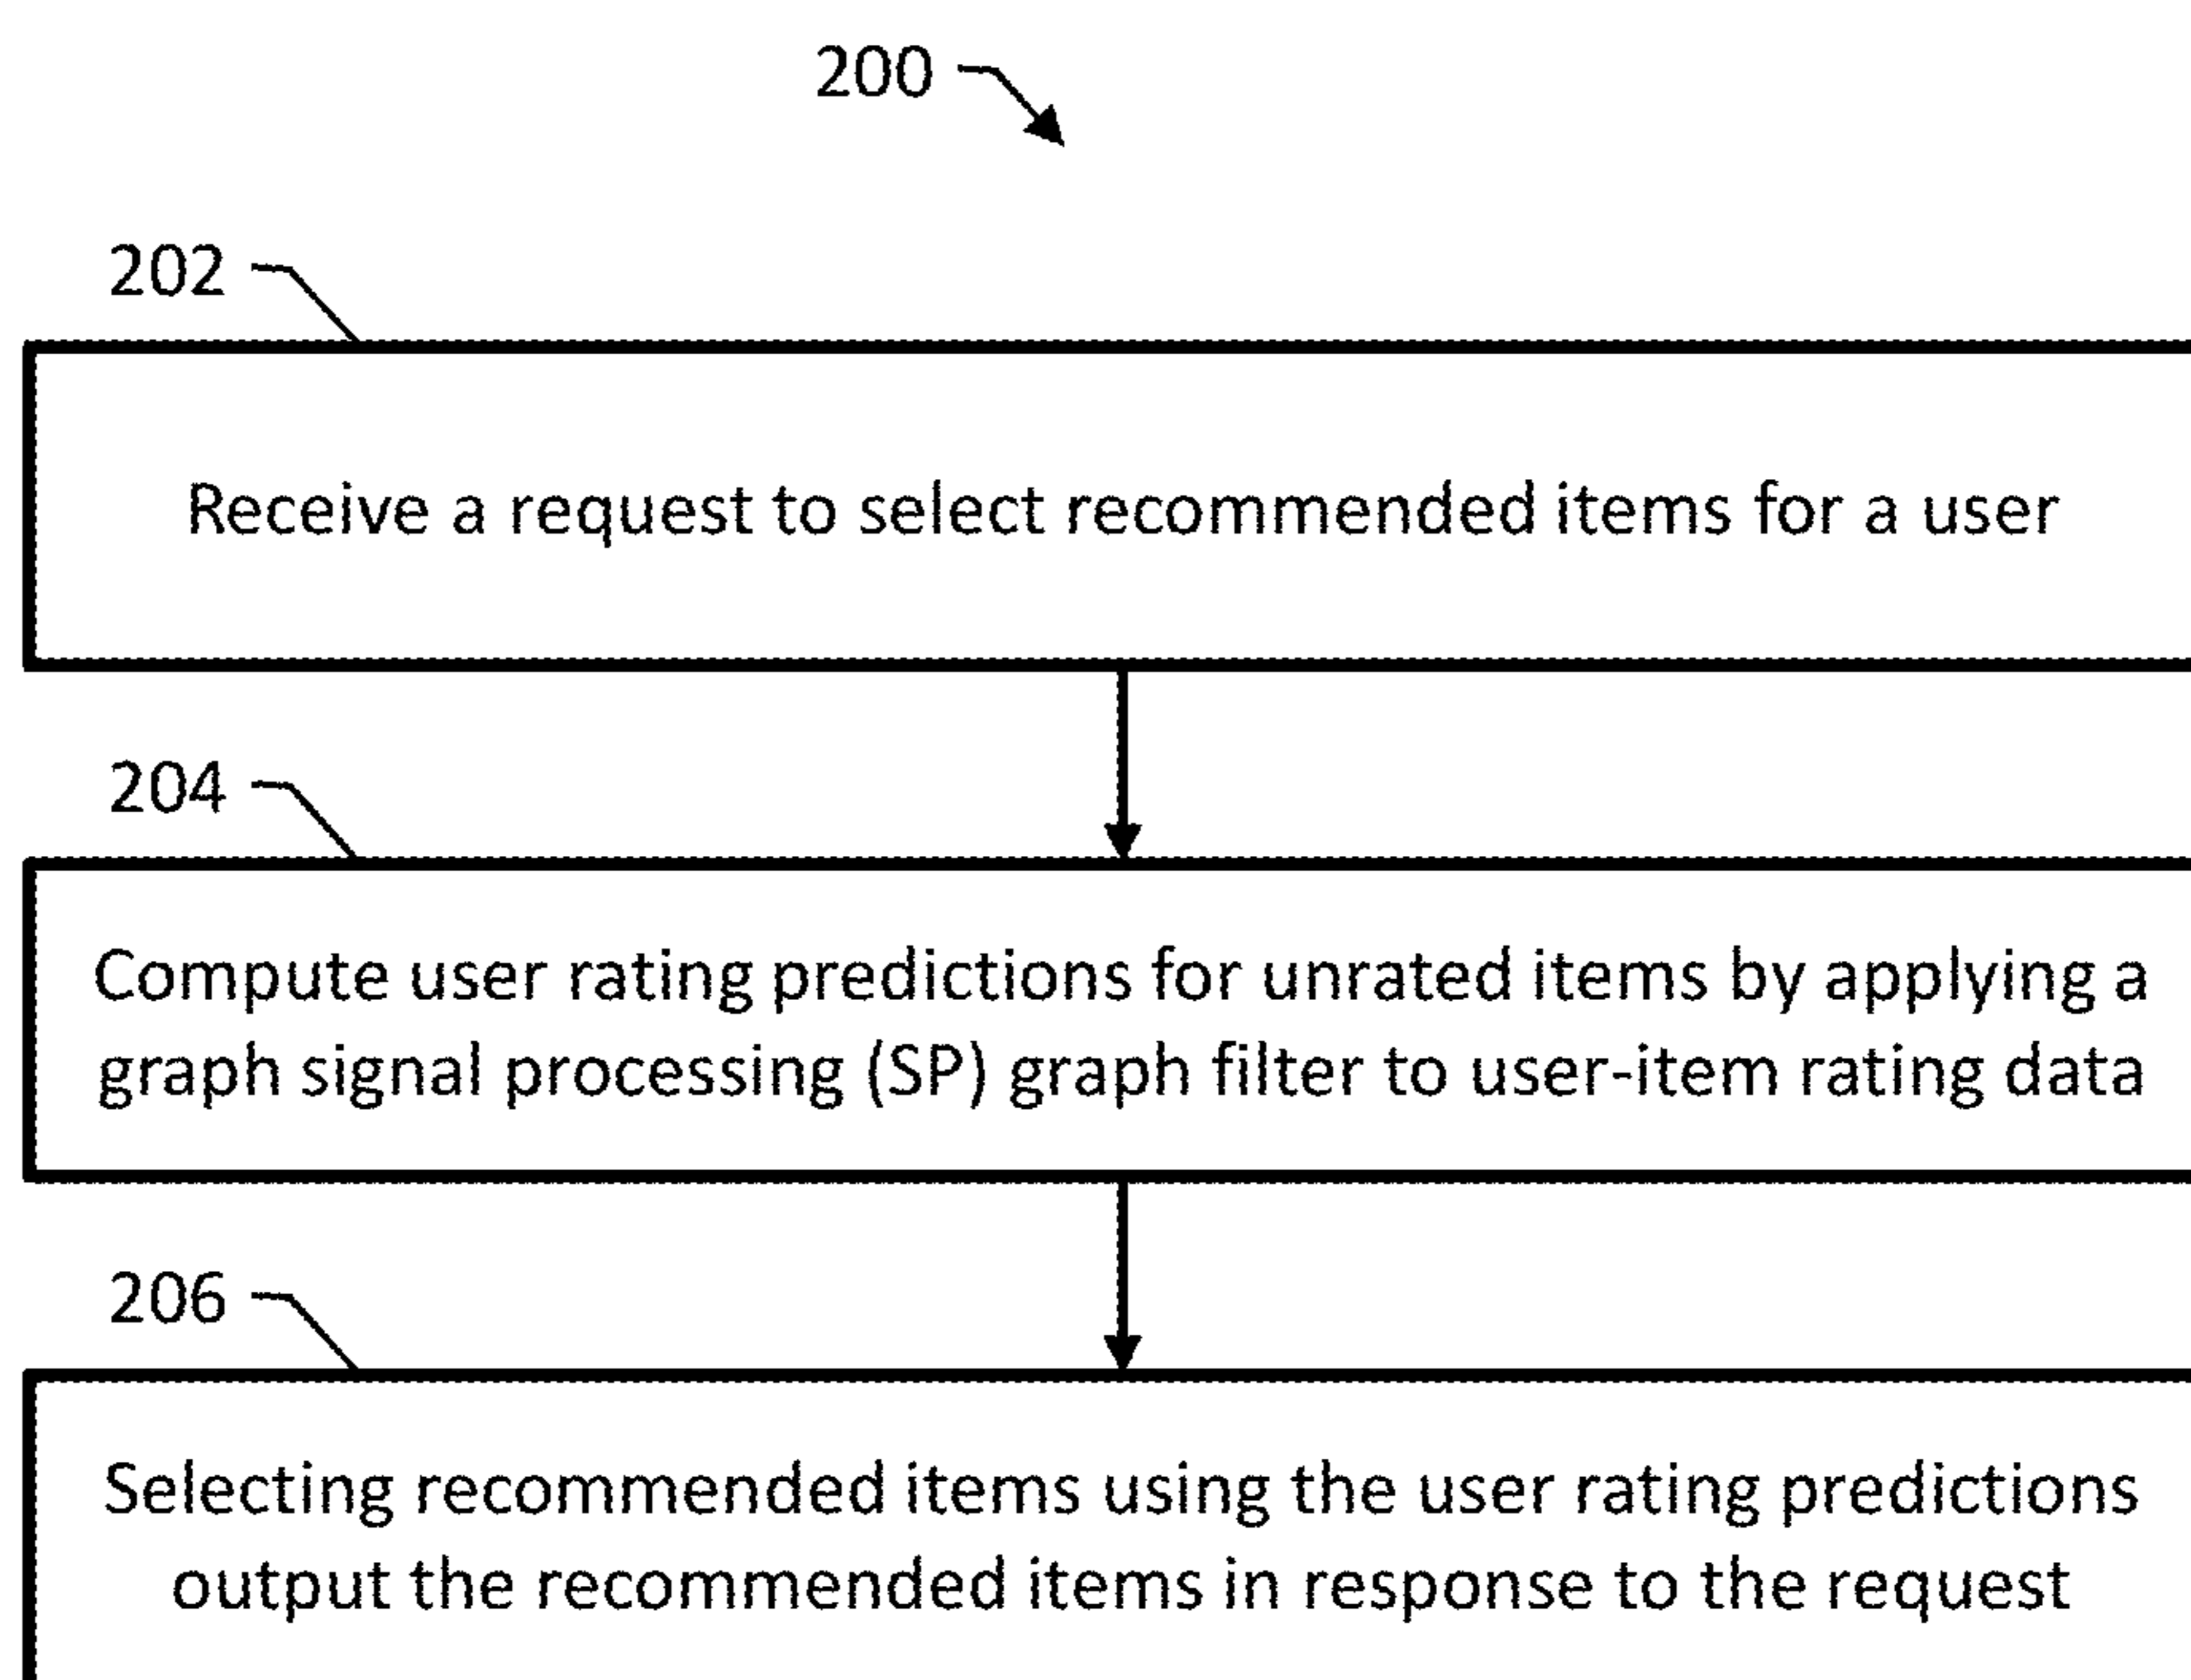 200
202
Receive a request to select recommended items for a user
204
Compute user rating predictions for unrated items by applying a
graph signal processing (SP) graph filter to user-item rating data
206
Selecting recommended items using the user rating predictions
output the recommended items in response to the request